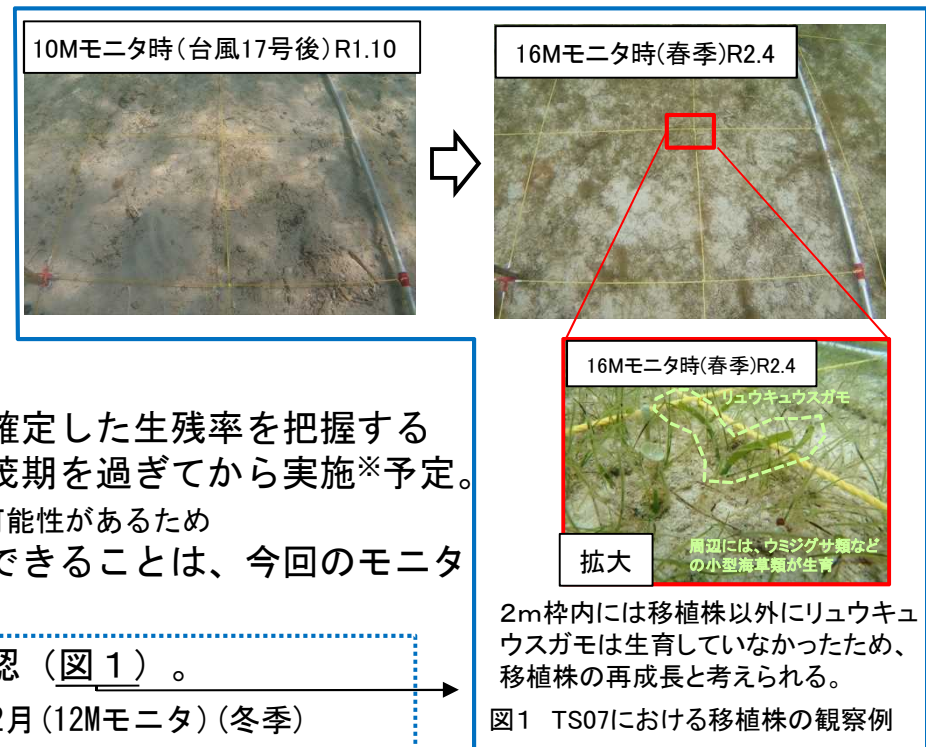 10Mモニタ時(台風17号後)R1.10
16Mモニタ時(春季)R2.4
16Mモニタ時(春季)R2.4
リュウキュウスガモ
周辺には、ウミジグサ類など
の小型海草類が生育
拡大
確定した生残率を把握する
茂期を過ぎてから実施※予定。
可能性があるため
できることは、今回のモニタ
2m枠内には移植株以外にリュウキュ
ウスガモは生育していなかったため、
移植株の再成長と考えられる。
認（図１）。
2月(12Mモニタ)(冬季)
図1 TS07における移植株の観察例